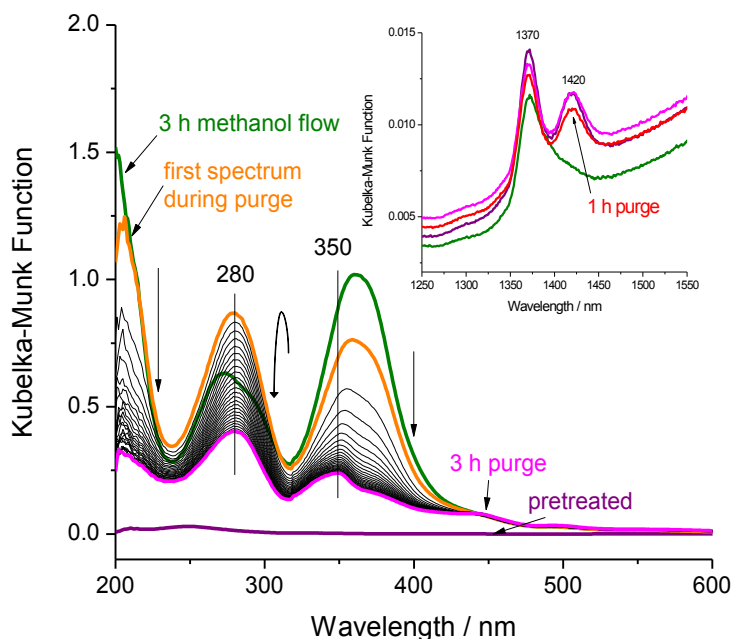 Kubelka-Munk Function
2.0
1.5
1.0
0.5
0.0
200
300
400
500
600
Wavelength / nm
3 h methanol flow
first spectrum
during purge
280
350
3 h purge
pretreated
Kubelka-Munk Function
0.015
0.010
0.005
1370
1420
1 h purge
1250
1300
1350
1400
1450
1500
1550
Wavelength / nm